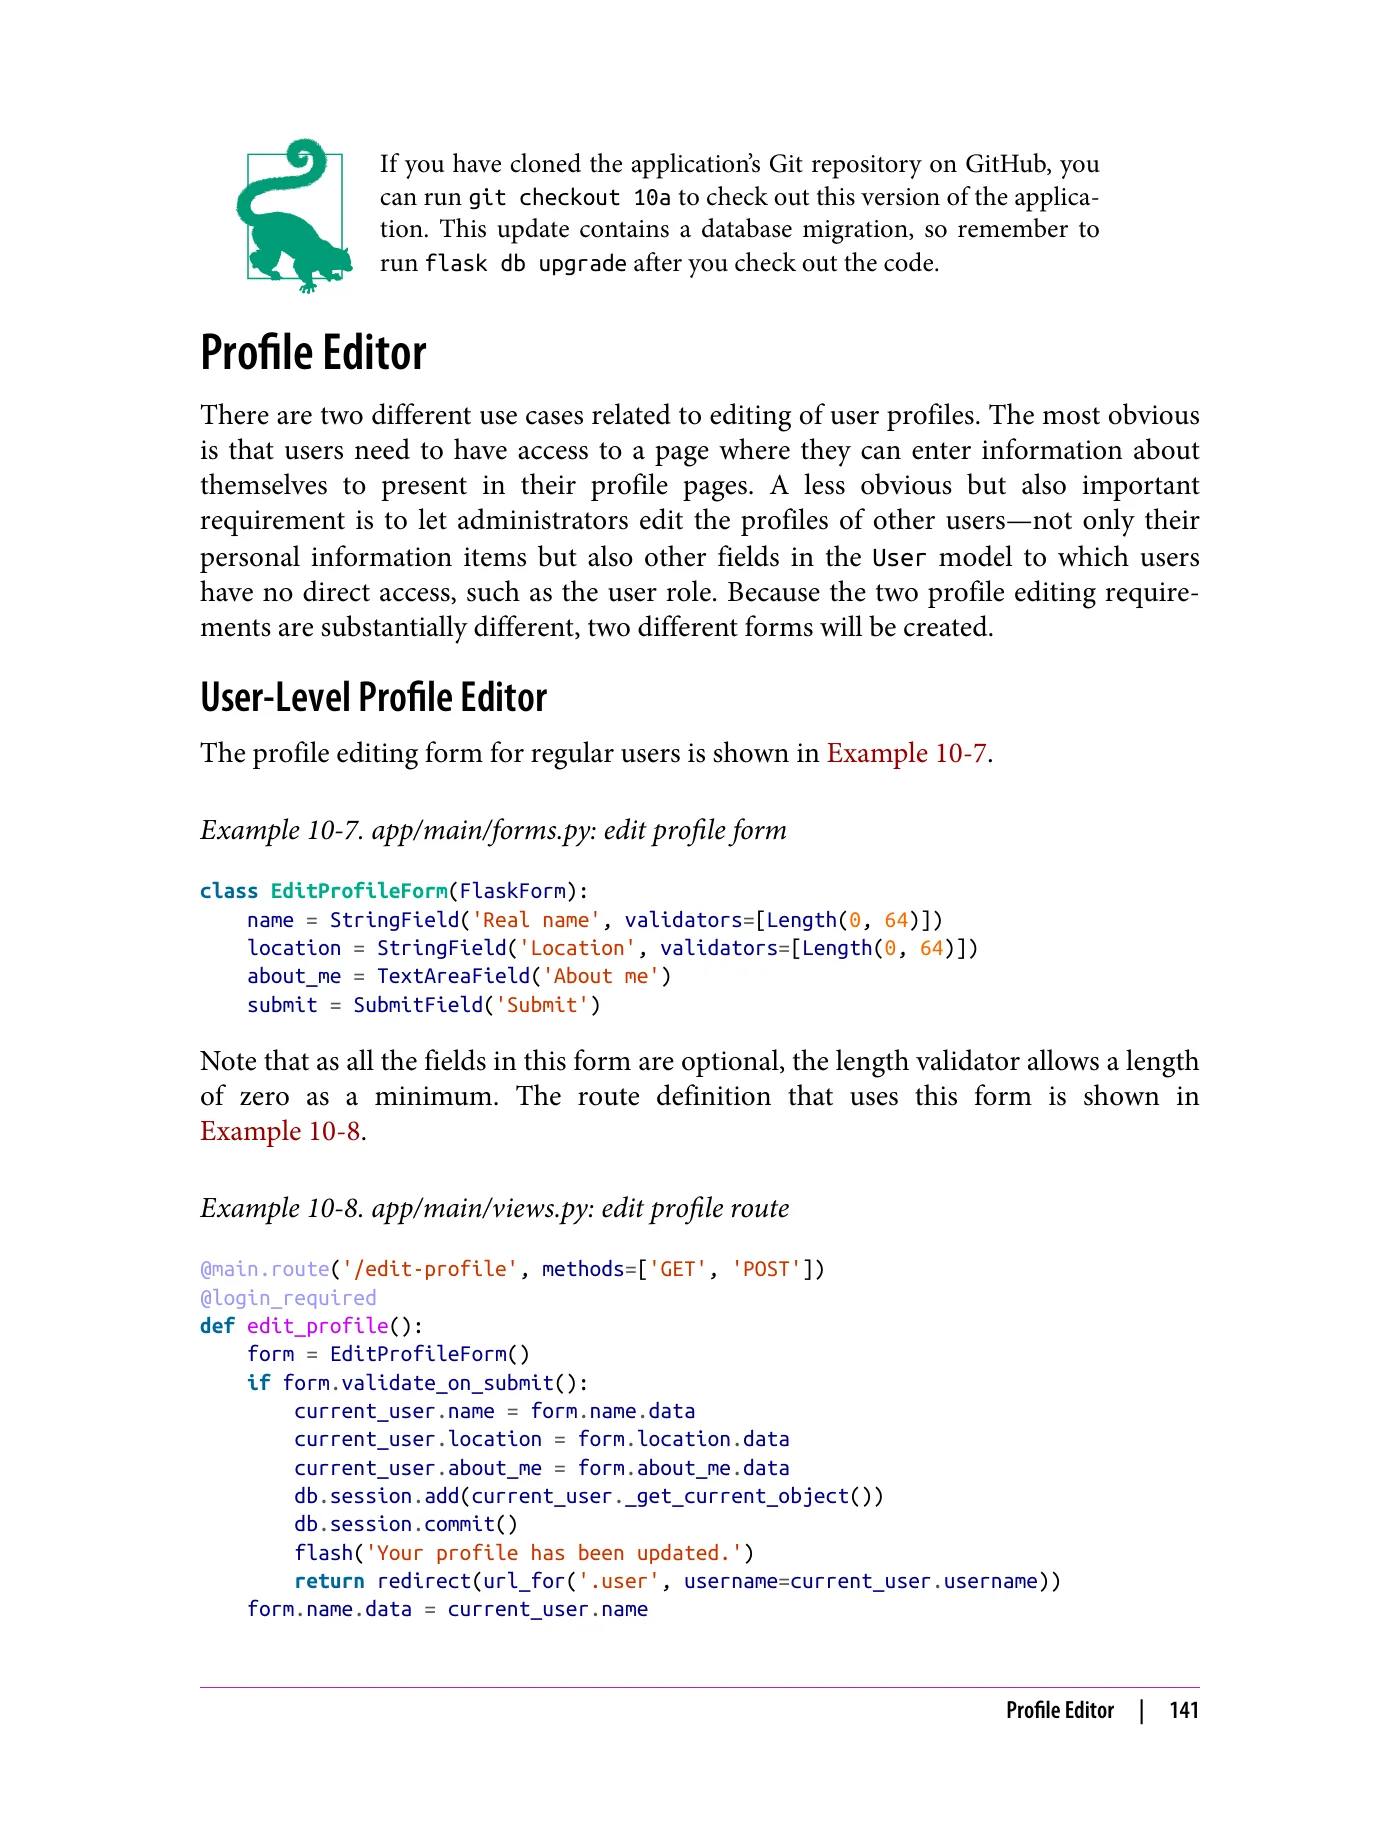 If you have cloned the application’s Git repository on GitHub, you
can run git checkout 10a to check out this version of the applica-
tion. This update contains a database migration, so remember to
run flask db upgrade after you check out the code.
Profile Editor
There are two different use cases related to editing of user profiles. The most obvious
is that users need to have access to a page where they can enter information about
themselves to present in their profile pages. A less obvious but also important
requirement is to let administrators edit the profiles of other users—not only their
personal information items but also other fields in the User model to which users
have no direct access, such as the user role. Because the two profile editing require-
ments are substantially different, two different forms will be created.
User-Level Profile Editor
The profile editing form for regular users is shown in Example 10-7.
Example 10-7. app/main/forms.py: edit profile form
class EditProfileForm(FlaskForm):
    name = StringField('Real name', validators=[Length(0, 64)])
    location = StringField('Location', validators=[Length(0, 64)])
    about_me = TextAreaField('About me')
    submit = SubmitField('Submit')
Note that as all the fields in this form are optional, the length validator allows a length
of zero as a minimum. The route definition that uses this form is shown in
Example 10-8.
Example 10-8. app/main/views.py: edit profile route
@main.route('/edit-profile', methods=['GET', 'POST'])
@login_required
def edit_profile():
    form = EditProfileForm()
    if form.validate_on_submit():
        current_user.name = form.name.data
        current_user.location = form.location.data
        current_user.about_me = form.about_me.data
        db.session.add(current_user._get_current_object())
        db.session.commit()
        flash('Your profile has been updated.')
        return redirect(url_for('.user', username=current_user.username))
    form.name.data = current_user.name
Profile Editor | 141